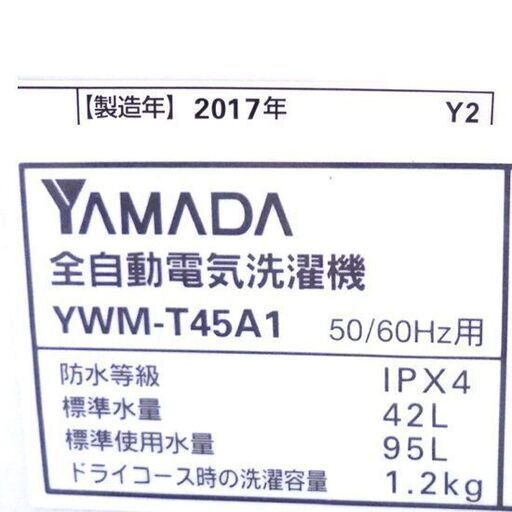 【製造年】 2017年 Y2
YAMADA
全自動電気洗濯機
YWM-T45A1 50/60Hz用
防水等級 IPX4
標準水量 42L
標準使用水量 95L
ドライコース時の洗濯容量 1.2kg